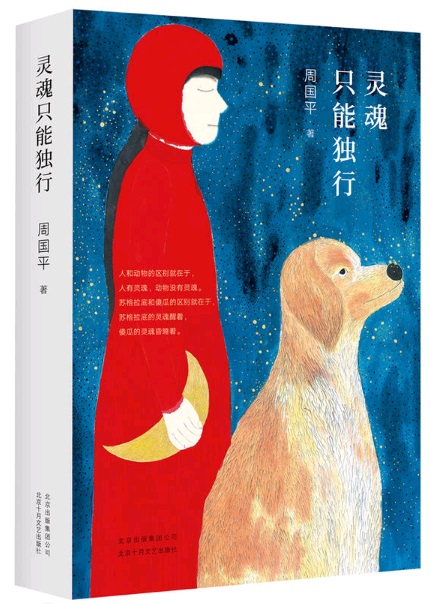 灵魂只能独行
周国平 著
北京出版集团公司
北京十月文艺出版社
灵魂
只能独行
周国平 著
人和动物的区别就在于，
人有灵魂，动物没有灵魂。
苏格拉底和傻瓜的区别就在于，
苏格拉底的灵魂醒着，
傻瓜的灵魂昏睡着。
北京出版集团公司
北京十月文艺出版社